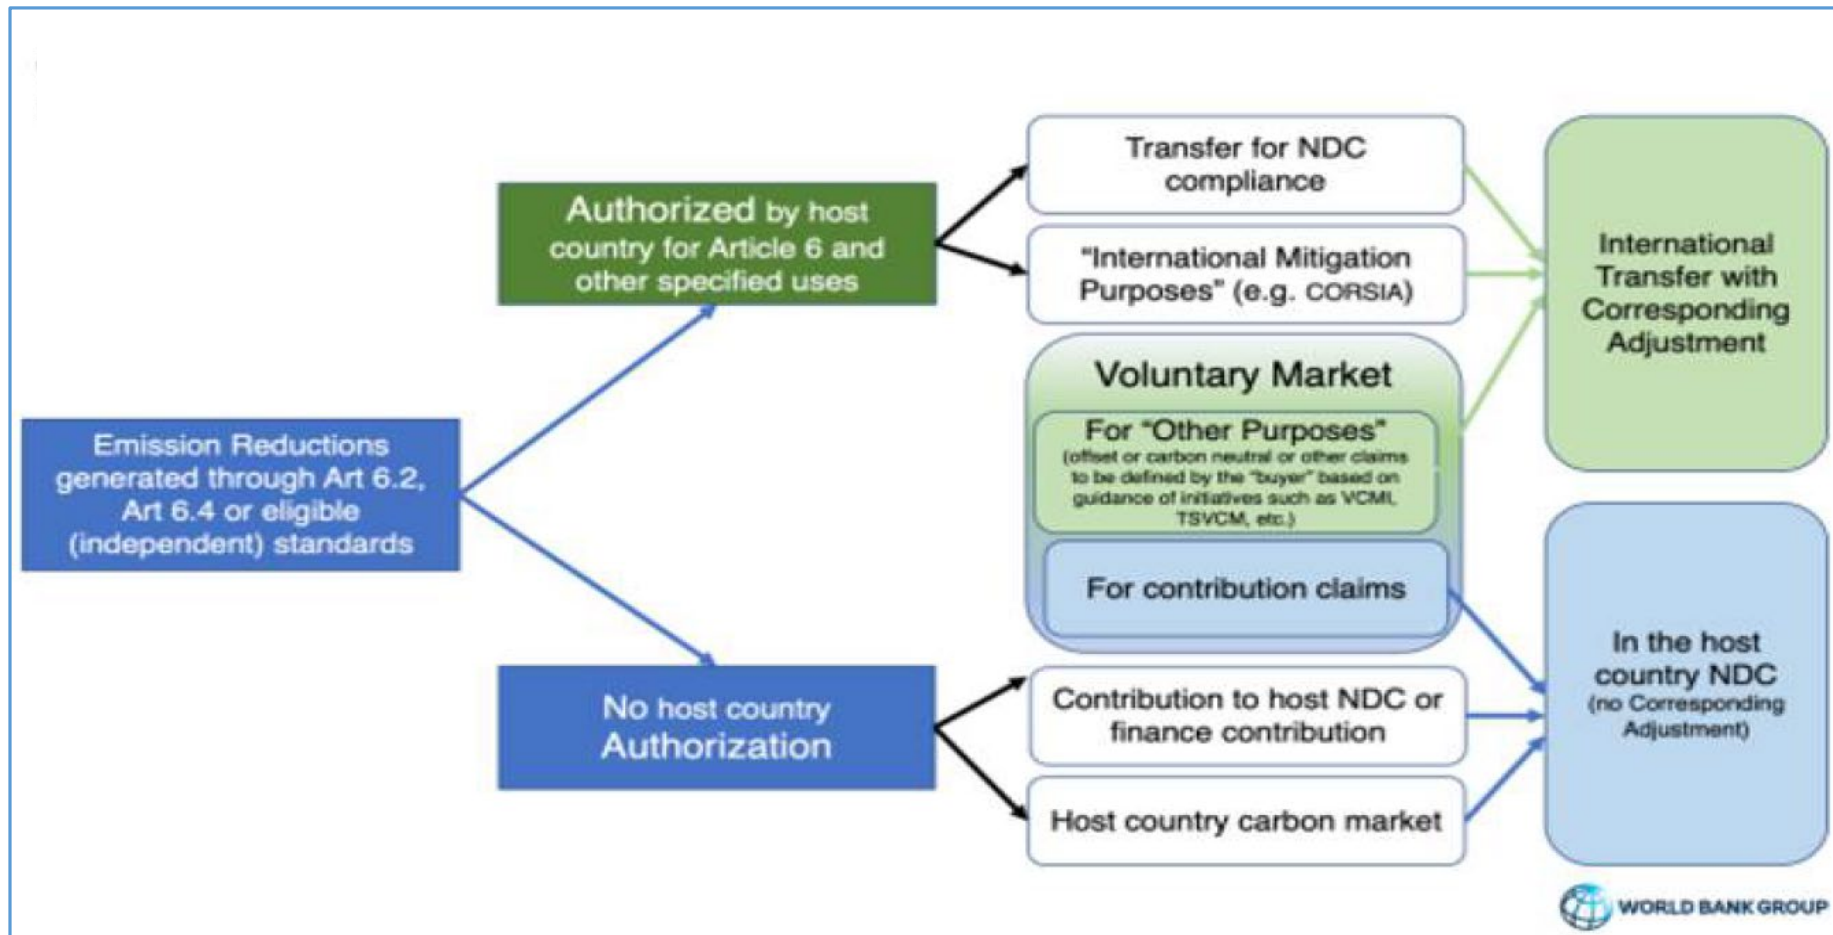 Emission Reductions
generated through Art 6.2,
Art 6.4 or eligible
(independent) standards
Authorized by host
country for Article 6 and
other specified uses
No host country
Authorization
Transfer for NDC
compliance
“International Mitigation
Purposes” (e.g. CORSIA)
Voluntary Market
For “Other Purposes”
(offset or carbon neutral or other claims
to be defined by the “buyer” based on
guidance of initiatives such as VCMI,
TSVCM, etc.)
For contribution claims
Contribution to host NDC or
finance contribution
Host country carbon market
International
Transfer with
Corresponding
Adjustment
In the host
country NDC
(no Corresponding
Adjustment)
WORLD BANK GROUP